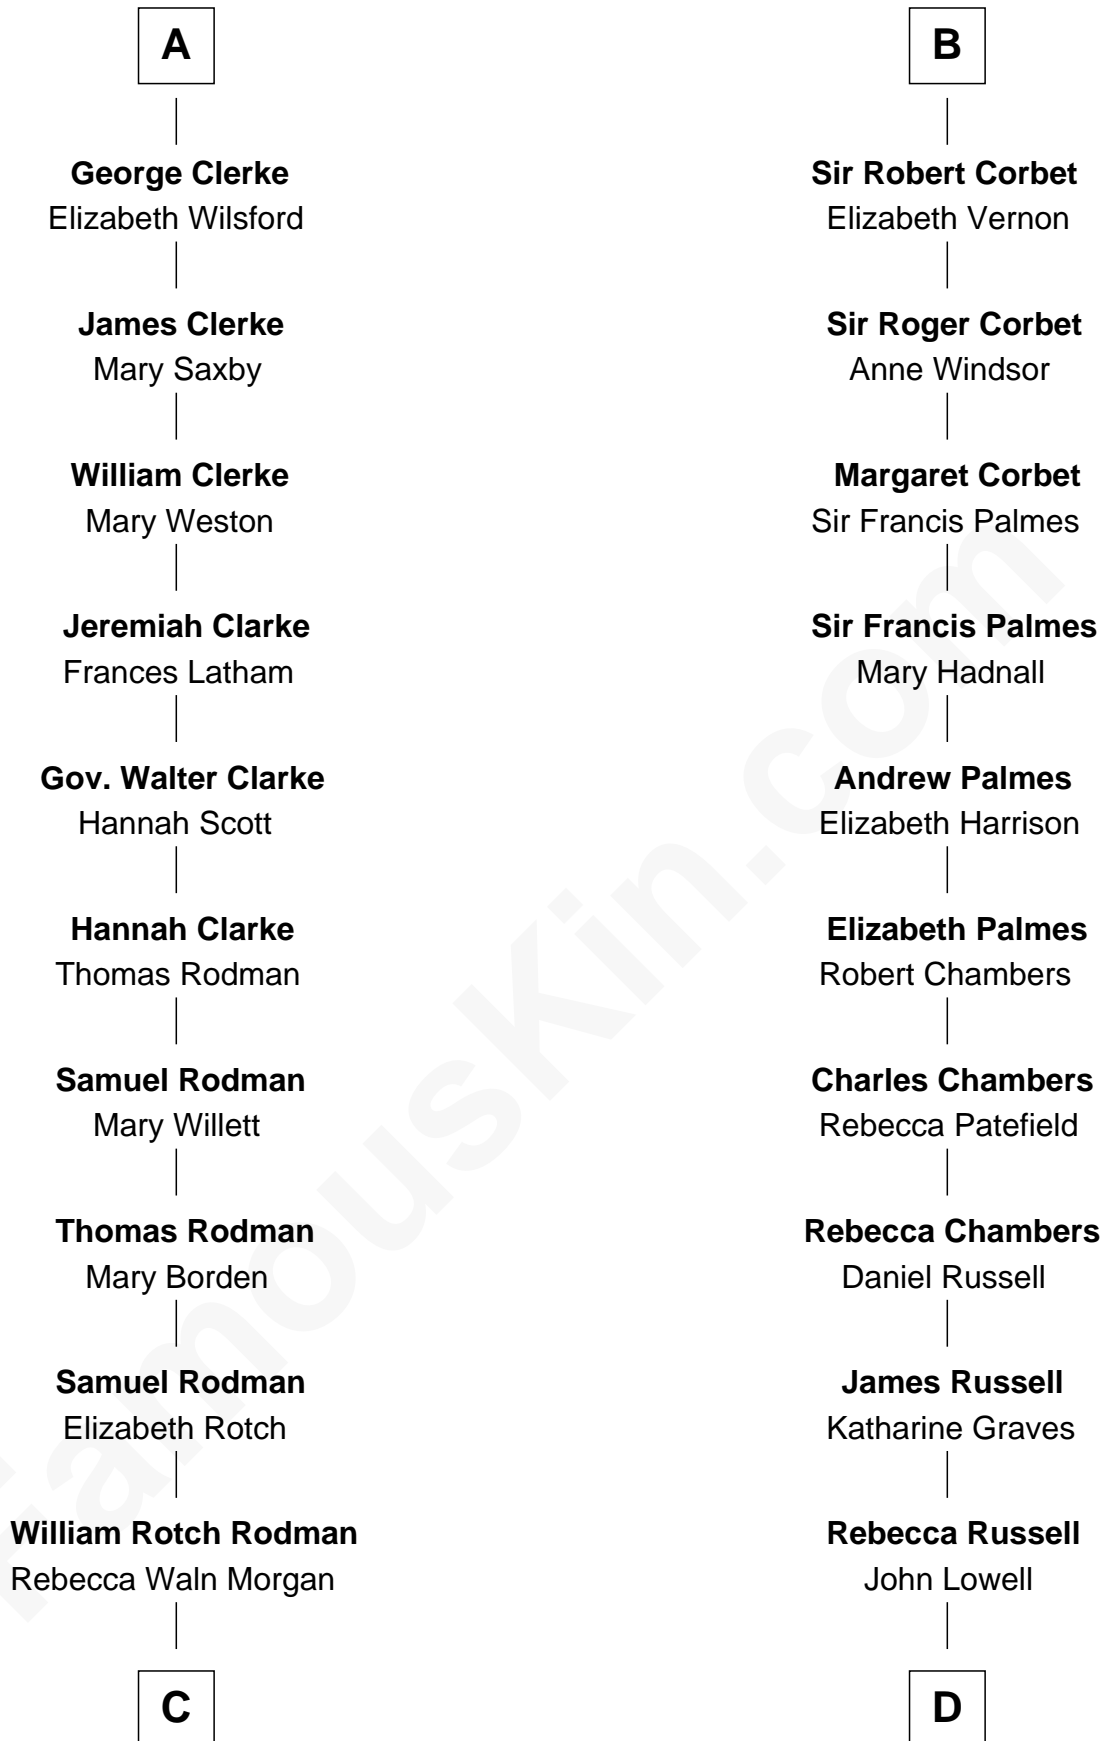 A
George Clerke
Elizabeth Wilsford
James Clerke
Mary Saxby
William Clerke
Mary Weston
Jeremiah Clarke
Frances Latham
Gov. Walter Clarke
Hannah Scott
Hannah Clarke
Thomas Rodman
Samuel Rodman
Mary Willett
Thomas Rodman
Mary Borden
Samuel Rodman
Elizabeth Rotch
William Rotch Rodman
Rebecca Waln Morgan
C
B
Sir Robert Corbet
Elizabeth Vernon
Sir Roger Corbet
Anne Windsor
Margaret Corbet
Sir Francis Palmes
Sir Francis Palmes
Mary Hadnall
Andrew Palmes
Elizabeth Harrison
Elizabeth Palmes
Robert Chambers
Charles Chambers
Rebecca Patefield
Rebecca Chambers
Daniel Russell
James Russell
Katharine Graves
Rebecca Russell
John Lowell
D
FamousKin.com